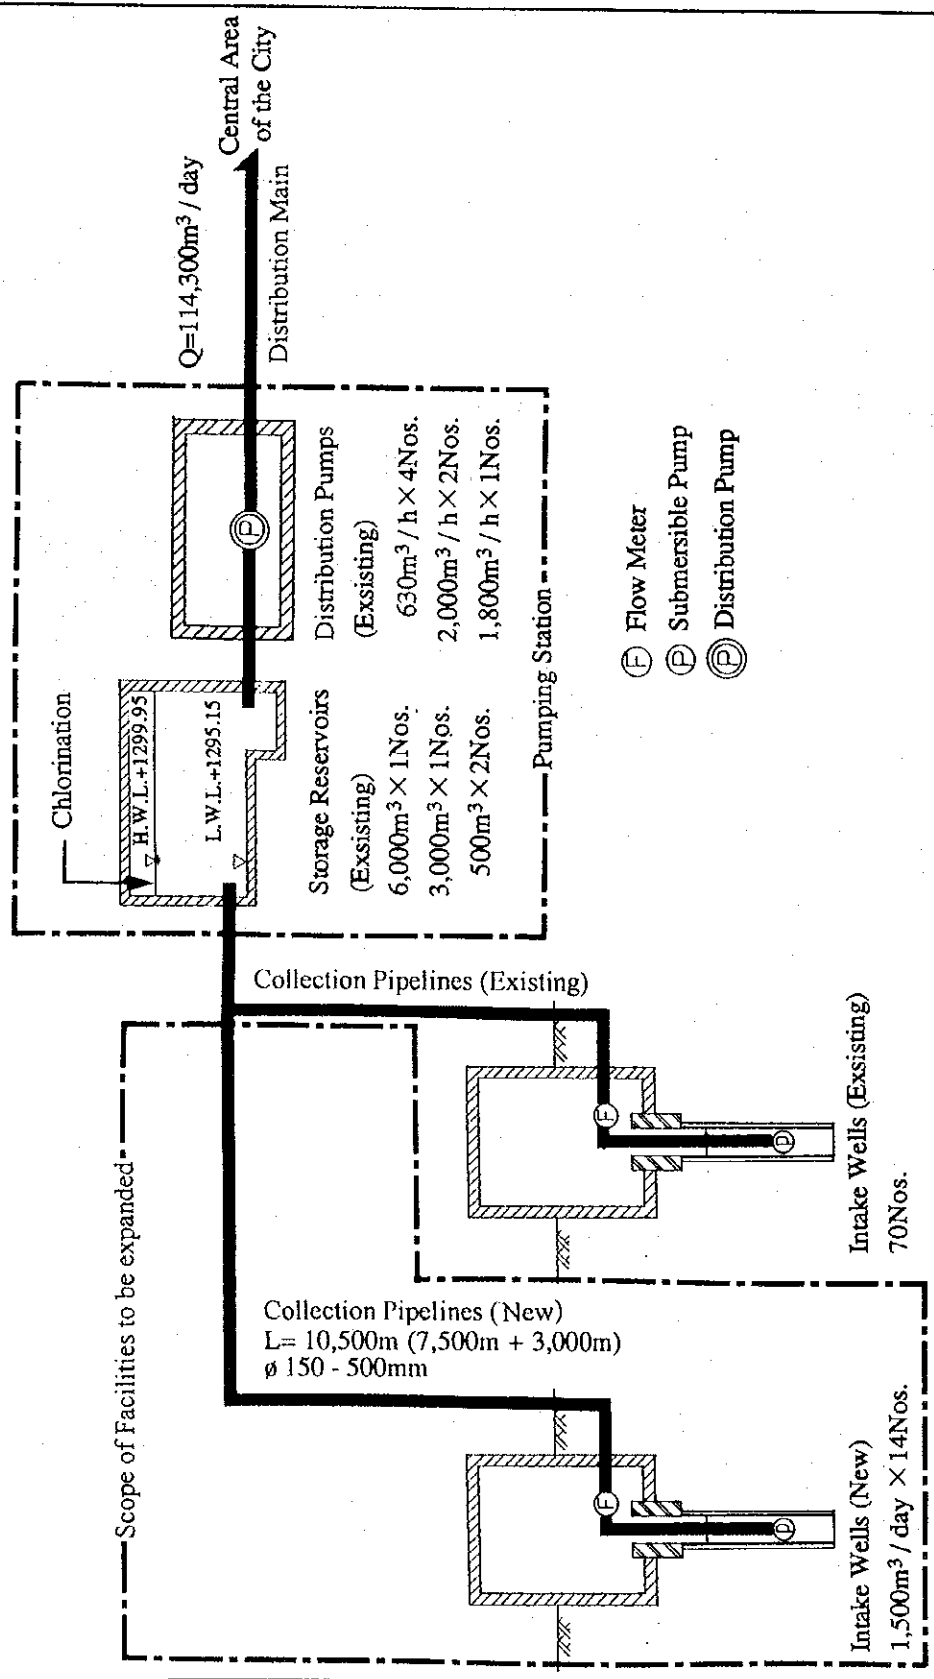 Scope of Facilities to be expanded
Chlorination
H.W.L.+1299.95
L.W.L.+1295.15
Q=114,300m³ / day
Central Area
of the City
Distribution Main
P
Storage Reservoirs
(Exsisting)
6,000m³ × 1Nos.
3,000m³ × 1Nos.
500m³ × 2Nos.
Distribution Pumps
(Exsisting)
630m³ / h × 4Nos.
2,000m³ / h × 2Nos.
1,800m³ / h × 1Nos.
Pumping Station
Collection Pipelines (Existing)
Collection Pipelines (New)
L= 10,500m (7,500m + 3,000m)
ø 150 - 500mm
F
P
F
P
Intake Wells (New)
1,500m³ / day × 14Nos.
Intake Wells (Exsisting)
70Nos.
F Flow Meter
P Submersible Pump
P Distribution Pump